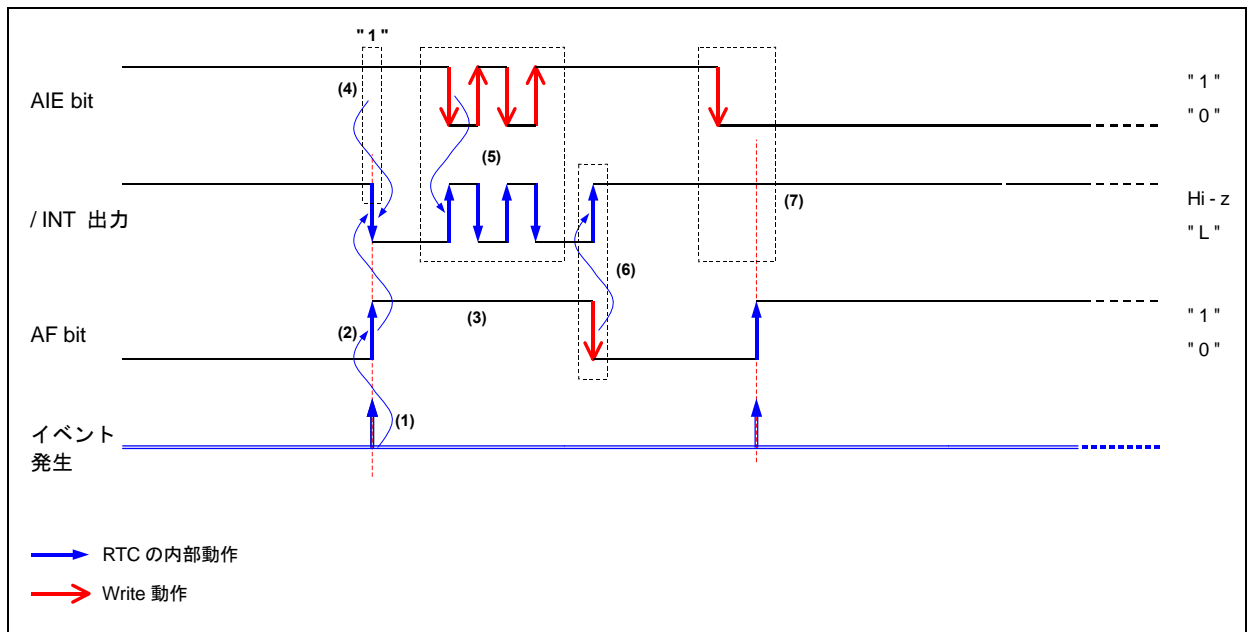 "1"
AIE bit
(4)
(5)
"1"
"0"
/ INT 出力
(7)
Hi - z
"L"
(6)
AF bit
(2)
(3)
"1"
"0"
(1)
イベント
発生
RTC の内部動作
Write 動作